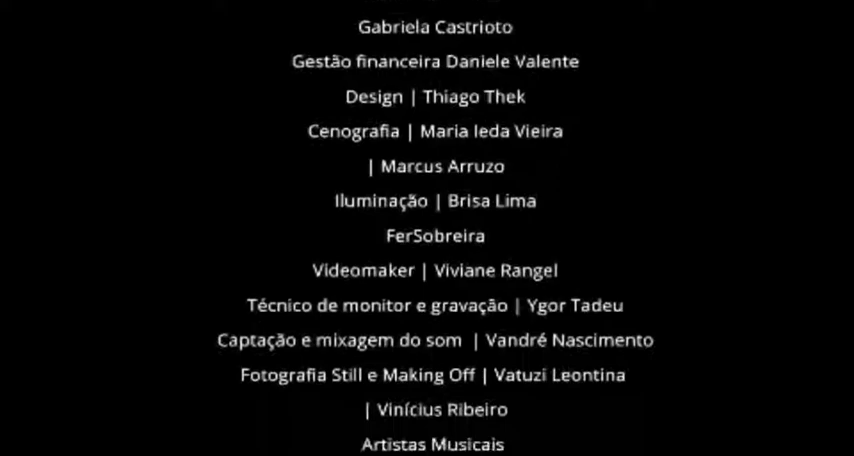 Gabriela Castrioto
Gestão financeira Daniele Valente
Design | Thiago Thek
Cenografia | Maria Ieda Vieira
| Marcus Arruzo
Iluminação | Brisa Lima
FerSobreira
Videomaker | Viviane Rangel
Técnico de monitor e gravação | Ygor Tadeu
Captação e mixagem do som | Vandré Nascimento
Fotografia Still e Making Off | Vatuzi Leontina
| Vinícius Ribeiro
Artistas Musicais